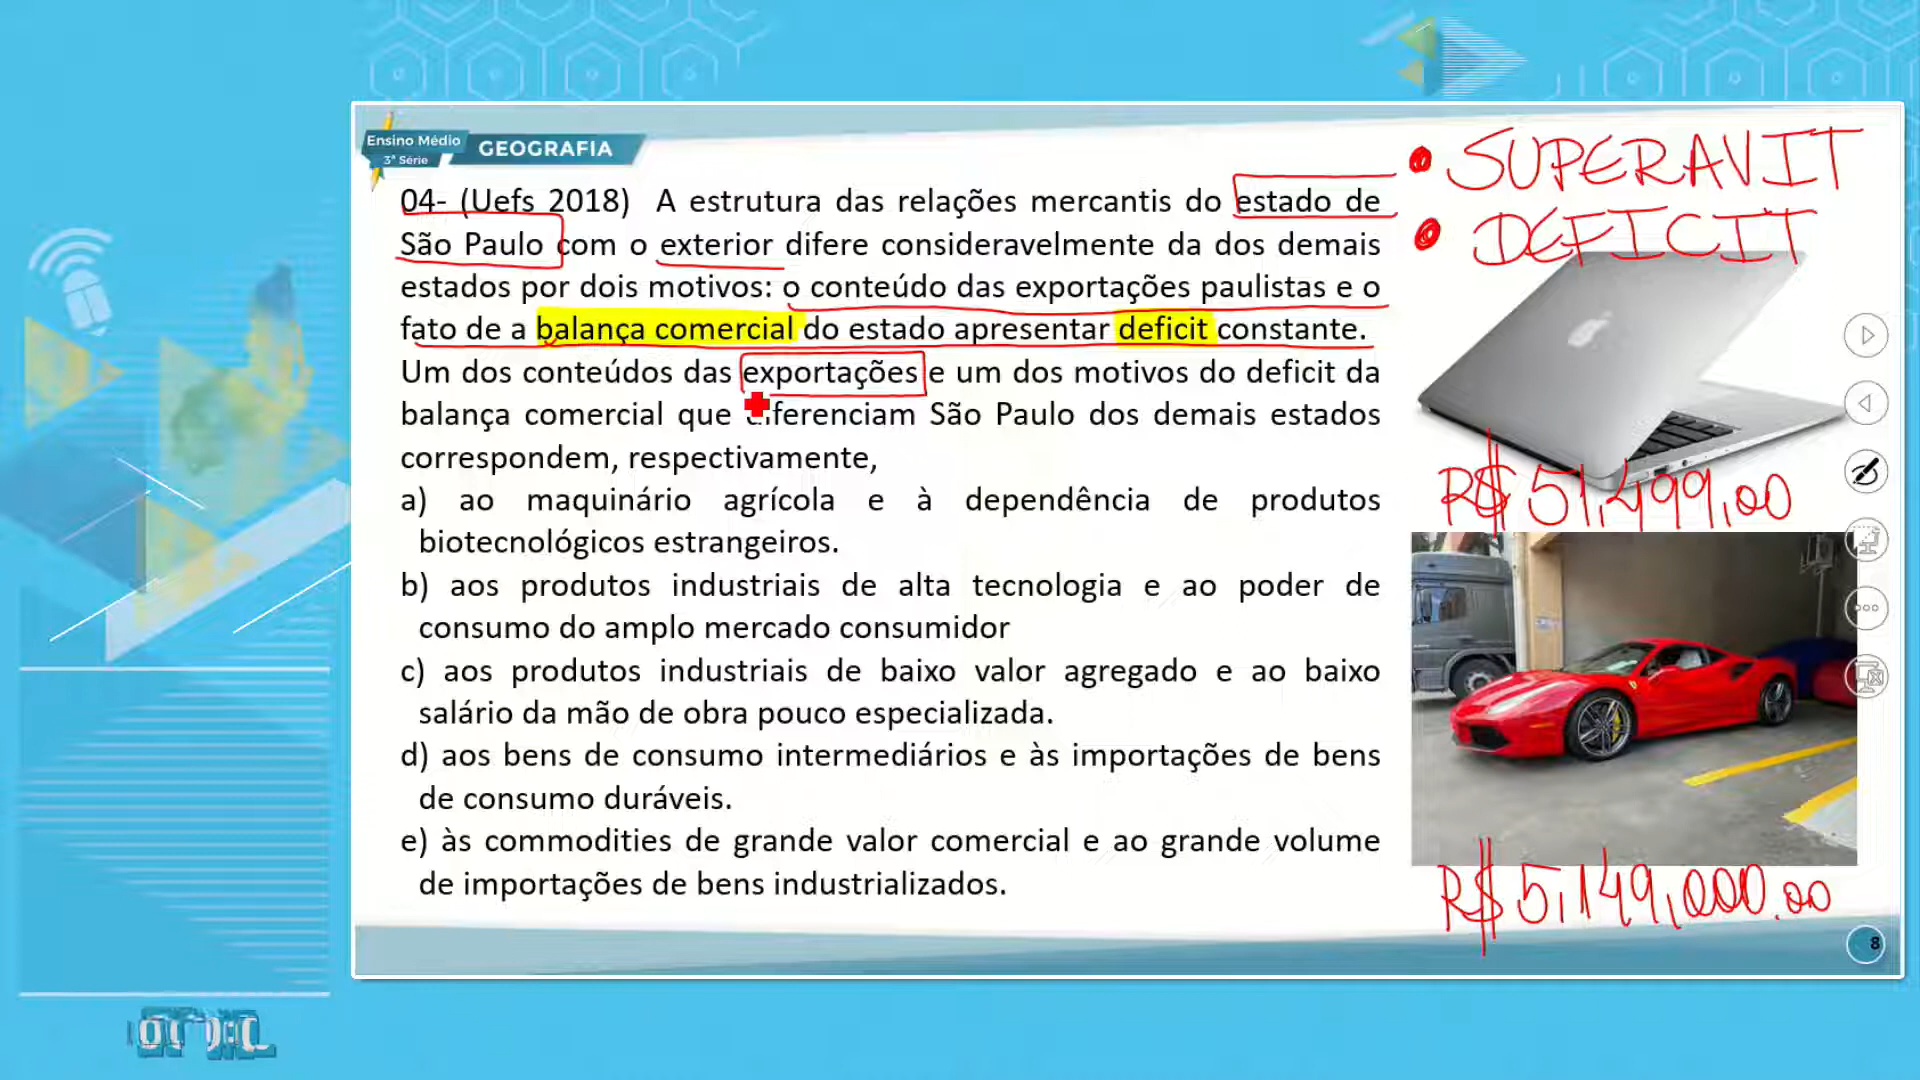 Ensino Médio
3ª Série
GEOGRAFIA
04- (Uefs 2018) A estrutura das relações mercantis do estado de
São Paulo com o exterior difere consideravelmente da dos demais
estados por dois motivos: o conteúdo das exportações paulistas e o
fato de a balança comercial do estado apresentar deficit constante.
Um dos conteúdos das exportações e um dos motivos do deficit da
balança comercial que diferenciam São Paulo dos demais estados
correspondem, respectivamente,
a) ao maquinário agrícola e à dependência de produtos
biotecnológicos estrangeiros.
b) aos produtos industriais de alta tecnologia e ao poder de
consumo do amplo mercado consumidor
c) aos produtos industriais de baixo valor agregado e ao baixo
salário da mão de obra pouco especializada.
d) aos bens de consumo intermediários e às importações de bens
de consumo duráveis.
e) às commodities de grande valor comercial e ao grande volume
de importações de bens industrializados.
• SUPERAVIT
• DEFICIT
R$ 51,499,00
R$ 5,149,000.00
8